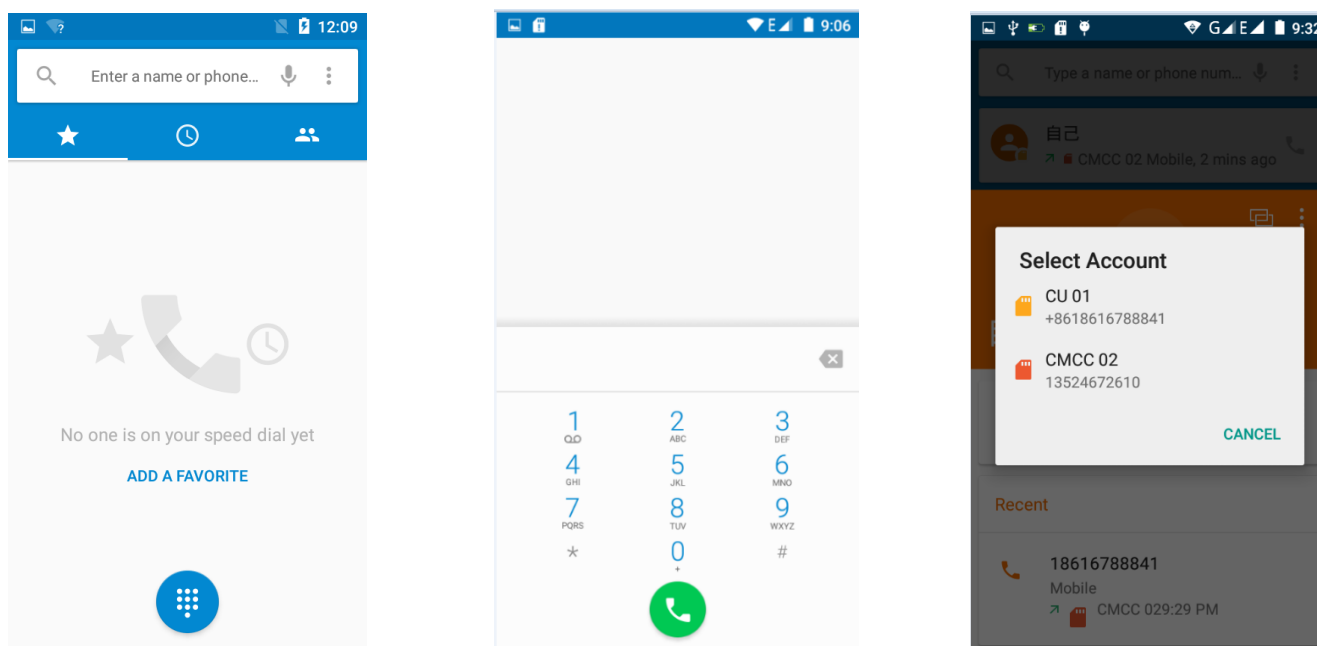 12:09
Enter a name or phone...
No one is on your speed dial yet
ADD A FAVORITE
E 9:06
1
2 ABC
3 DEF
4 GHI
5 JKL
6 MNO
7 PQRS
8 TUV
9 WXYZ
*
0 +
#
G E 9:32
Type a name or phone num...
自己
CMCC 02 Mobile, 2 mins ago
Select Account
CU 01
+8618616788841
CMCC 02
13524672610
CANCEL
Recent
18616788841
Mobile
CMCC 029:29 PM